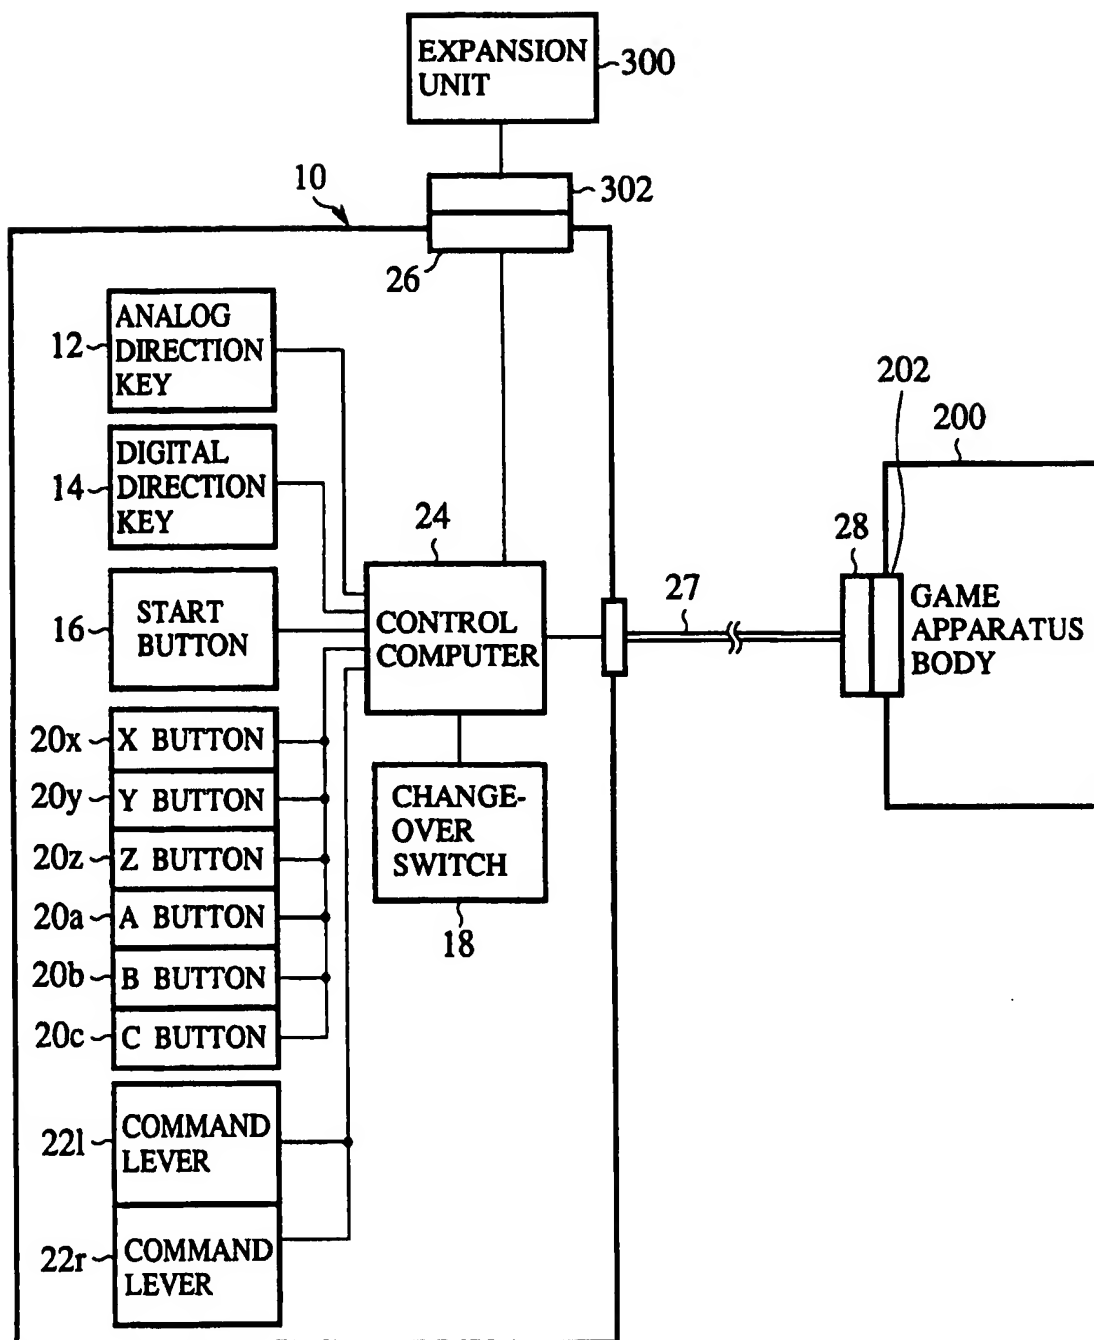 EXPANSION
UNIT
300
302
10
26
ANALOG
DIRECTION
KEY
12
DIGITAL
DIRECTION
KEY
14
START
BUTTON
16
24
CONTROL
COMPUTER
27
28
202
200
GAME
APPARATUS
BODY
CHANGE-
OVER
SWITCH
18
20x
X BUTTON
20y
Y BUTTON
20z
Z BUTTON
20a
A BUTTON
20b
B BUTTON
20c
C BUTTON
22l
COMMAND
LEVER
22r
COMMAND
LEVER